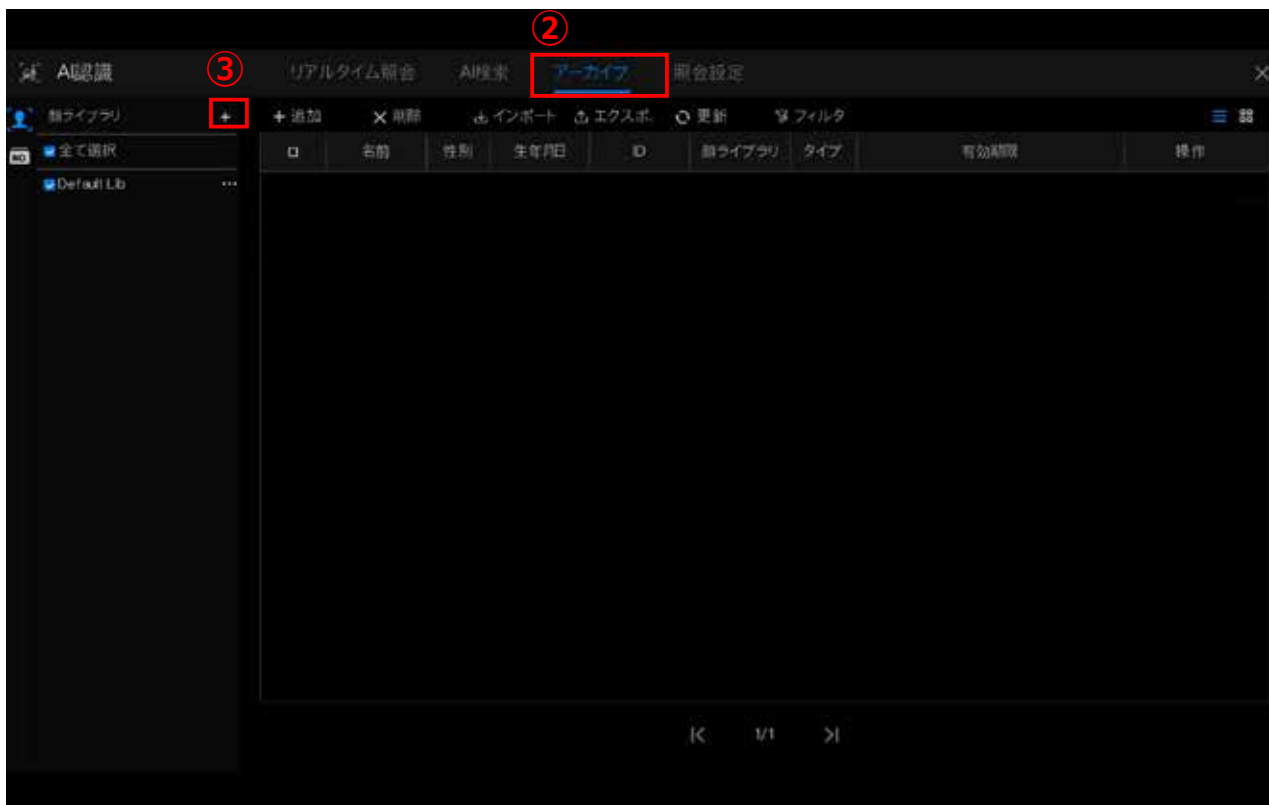 ②
AI認識 ③ リアルタイム照会 AI検索 アーカイブ 照会設定
顔ライブラリ + + 追加 × 削除 インポート エクスポ.. 更新 フィルタ
NO 全て選択 名前 性別 生年月日 ID 顔ライブラリ タイプ 有効期限 操作
Default Lib ...
1/1